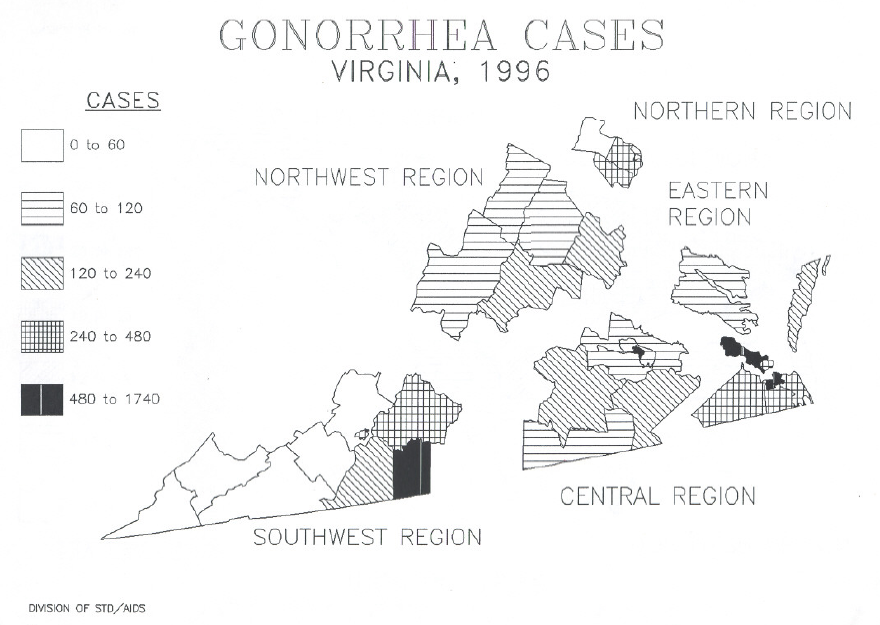 GONORRHEA CASES
VIRGINIA, 1996
CASES
0 to 60
60 to 120
120 to 240
240 to 480
480 to 1740
NORTHERN REGION
NORTHWEST REGION
EASTERN
REGION
CENTRAL REGION
SOUTHWEST REGION
DIVISION OF STD/AIDS